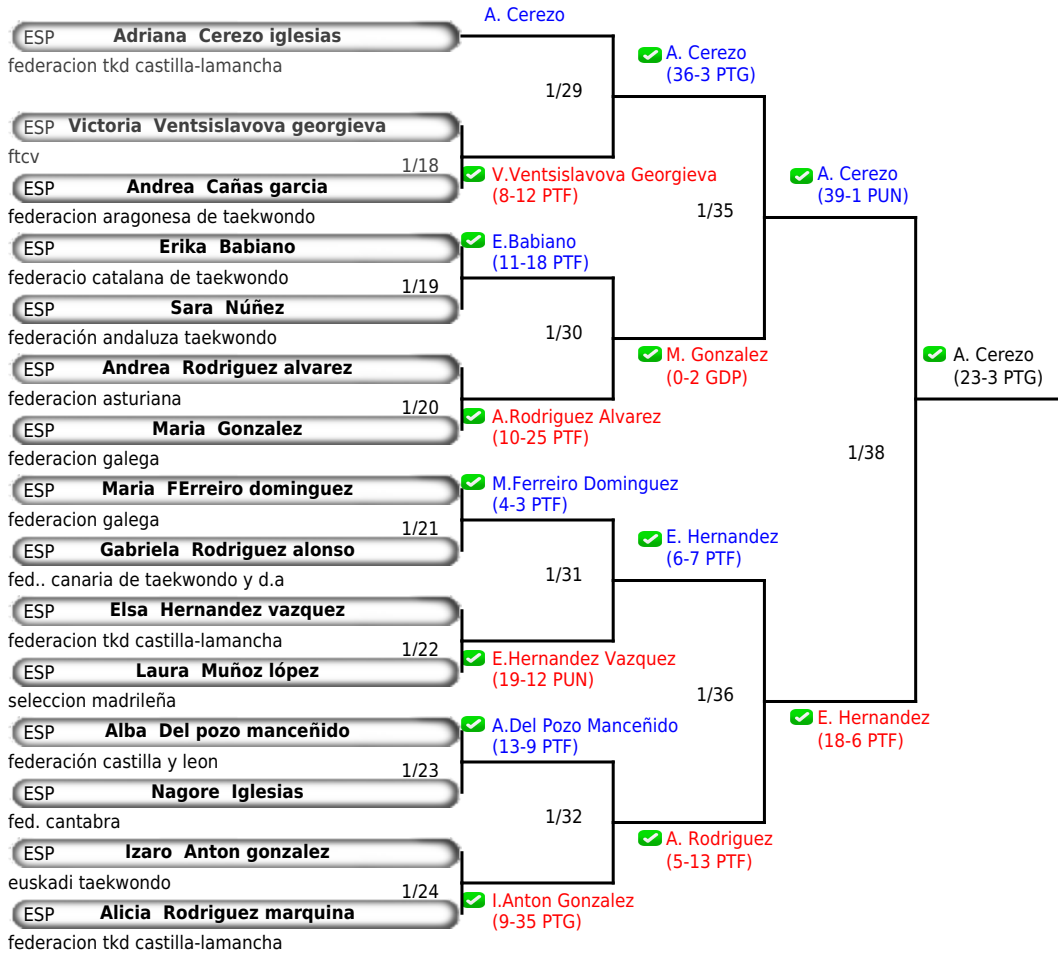 ESP Adriana Cerezo iglesias
federacion tkd castilla-lamancha
ESP Victoria Ventsislavova georgieva
ftcv
1/18
ESP Andrea Cañas garcia
federacion aragonesa de taekwondo
ESP Erika Babiano
federacio catalana de taekwondo
1/19
ESP Sara Núñez
federación andaluza taekwondo
ESP Andrea Rodriguez alvarez
federacion asturiana
1/20
ESP Maria Gonzalez
federacion galega
ESP Maria FErreiro dominguez
federacion galega
1/21
ESP Gabriela Rodriguez alonso
fed.. canaria de taekwondo y d.a
ESP Elsa Hernandez vazquez
federacion tkd castilla-lamancha
1/22
ESP Laura Muñoz lópez
seleccion madrileña
ESP Alba Del pozo manceñido
federación castilla y leon
1/23
ESP Nagore Iglesias
fed. cantabra
ESP Izaro Anton gonzalez
euskadi taekwondo
1/24
ESP Alicia Rodriguez marquina
federacion tkd castilla-lamancha
A. Cerezo
1/29
V.Ventsislavova Georgieva
(8-12 PTF)
E.Babiano
(11-18 PTF)
1/30
A.Rodriguez Alvarez
(10-25 PTF)
M.Ferreiro Dominguez
(4-3 PTF)
1/31
E.Hernandez Vazquez
(19-12 PUN)
A.Del Pozo Manceñido
(13-9 PTF)
1/32
I.Anton Gonzalez
(9-35 PTG)
A. Cerezo
(36-3 PTG)
1/35
M. Gonzalez
(0-2 GDP)
E. Hernandez
(6-7 PTF)
1/36
A. Rodriguez
(5-13 PTF)
A. Cerezo
(39-1 PUN)
1/38
E. Hernandez
(18-6 PTF)
A. Cerezo
(23-3 PTG)